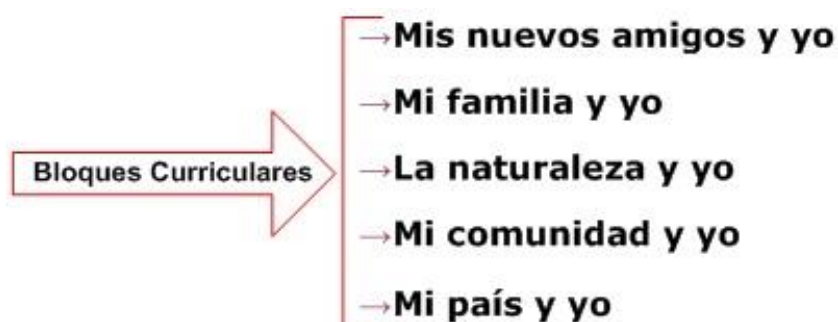 Bloques Curriculares
→Mis nuevos amigos y yo
→Mi familia y yo
→La naturaleza y yo
→Mi comunidad y yo
→Mi país y yo